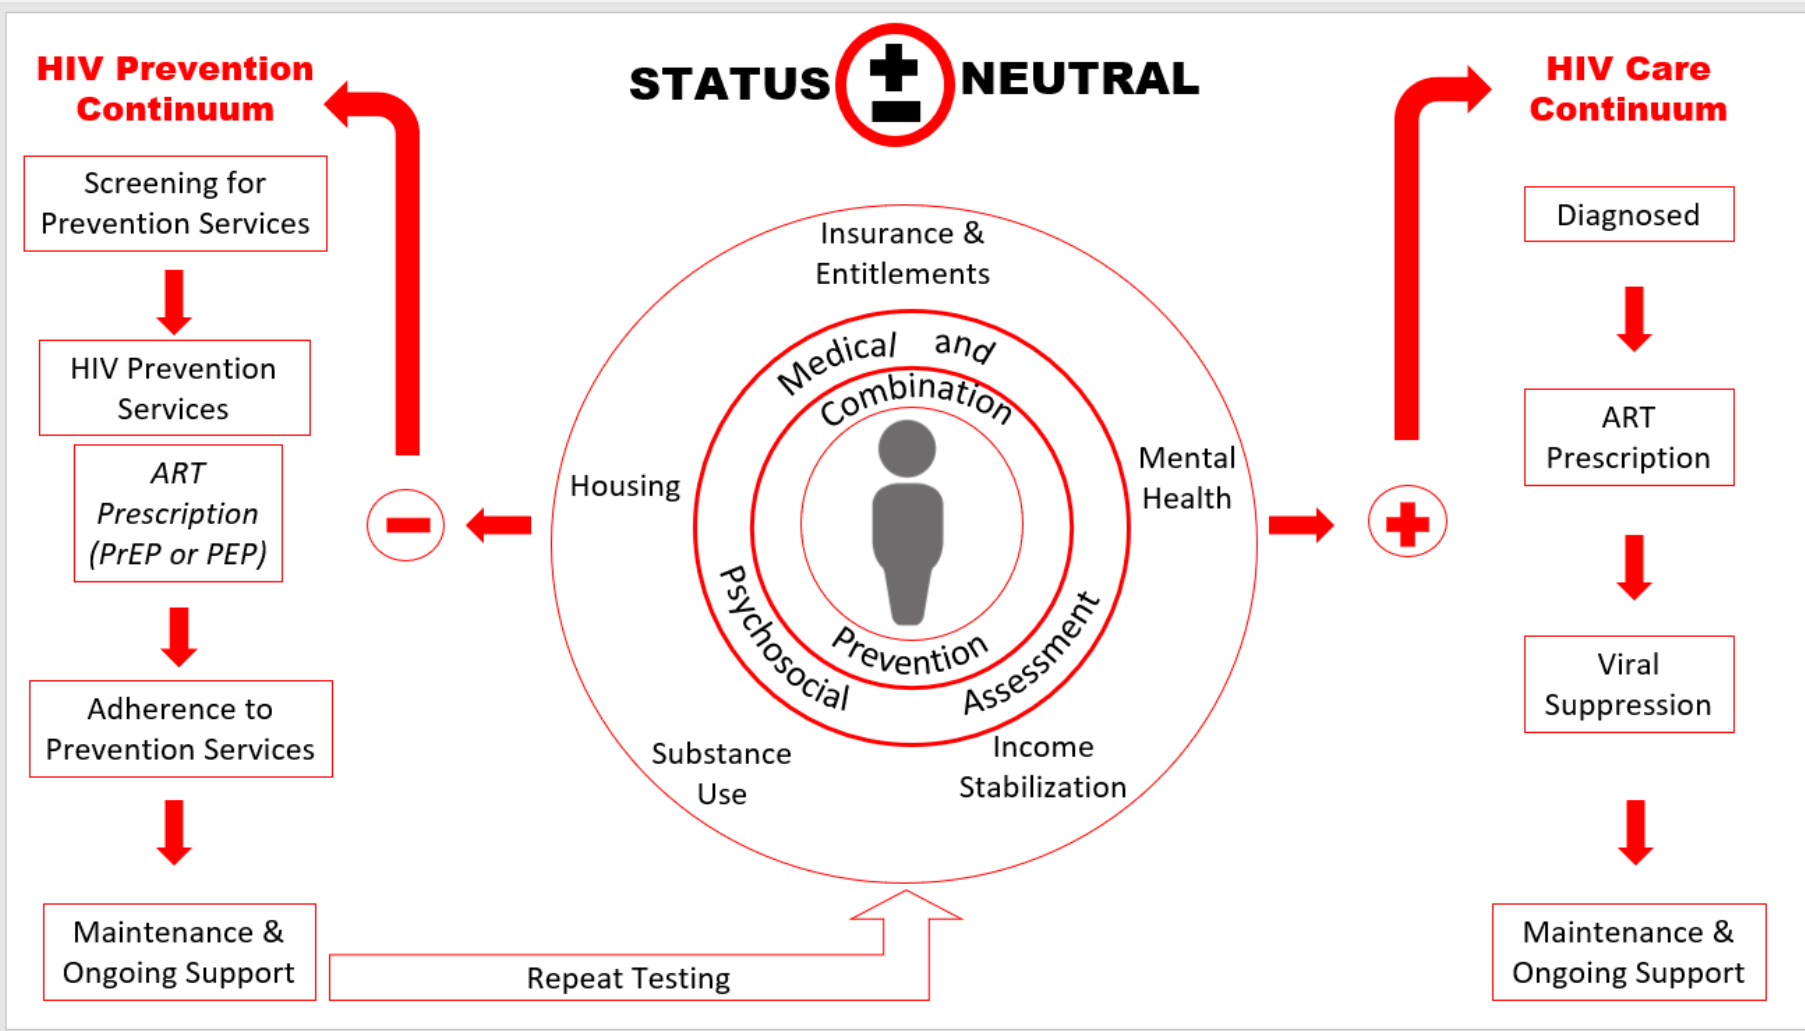 STATUS ± NEUTRAL
HIV Prevention
Continuum
Screening for
Prevention Services
HIV Prevention
Services
ART
Prescription
(PrEP or PEP)
Adherence to
Prevention Services
Maintenance &
Ongoing Support
Repeat Testing
Insurance &
Entitlements
Housing
Mental
Health
Substance
Use
Income
Stabilization
Medical and
Psychosocial
Assessment
Combination
Prevention
HIV Care
Continuum
Diagnosed
ART
Prescription
Viral
Suppression
Maintenance &
Ongoing Support